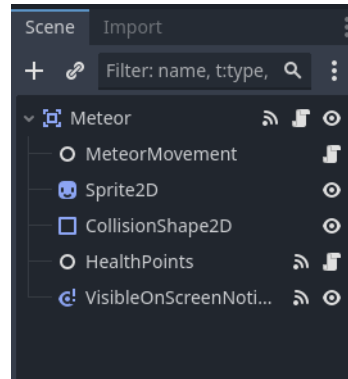 Scene Import
Filter: name, t:type,
Meteor
MeteorMovement
Sprite2D
CollisionShape2D
HealthPoints
VisibleOnScreenNoti...